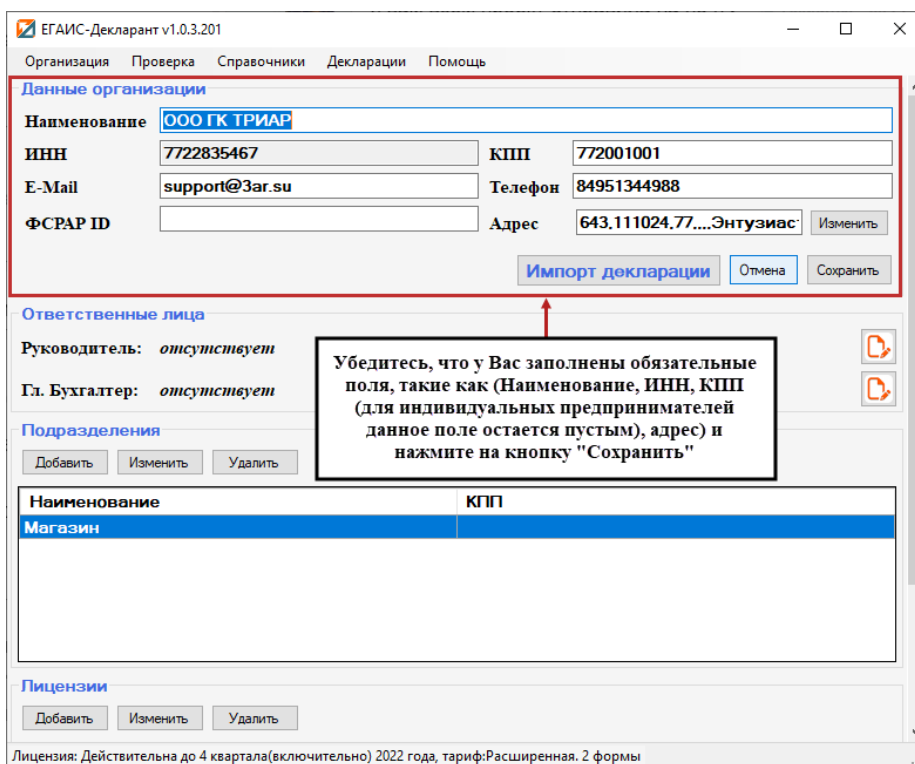 ЕГАИС-Декларант v1.0.3.201
Организация Проверка Справочники Декларации Помощь
Данные организации
Наименование ООО ГК ТРИАР
ИНН 7722835467 КПП 772001001
E-Mail support@3ar.su Телефон 84951344988
ФСРАР ID Адрес 643,111024,77,,,,Энтузиаст Изменить
Импорт декларации Отмена Сохранить
Ответственные лица
Руководитель: отсутствует
Гл. Бухгалтер: отсутствует
Убедитесь, что у Вас заполнены обязательные
поля, такие как (Наименование, ИНН, КПП
(для индивидуальных предпринимателей
данное поле остается пустым), адрес) и
нажмите на кнопку "Сохранить"
Подразделения
Добавить Изменить Удалить
Наименование КПП
Магазин
Лицензии
Добавить Изменить Удалить
Лицензия: Действительна до 4 квартала(включительно) 2022 года, тариф:Расширенная. 2 формы